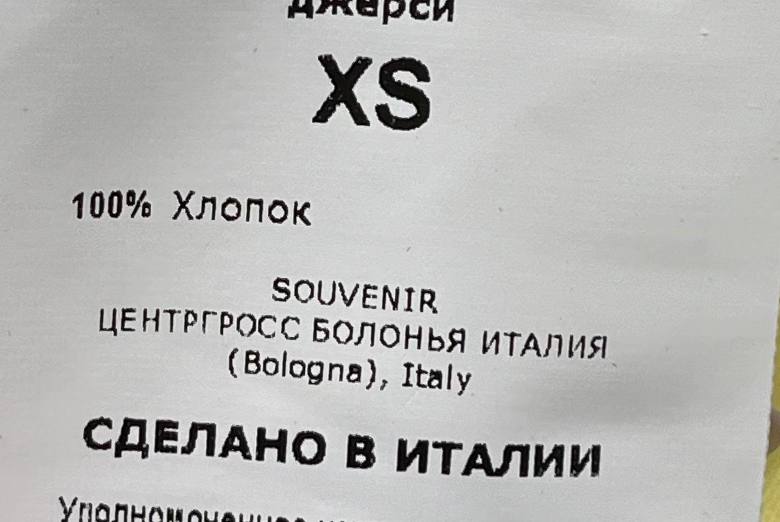 джерси
XS
100% Хлопок
SOUVENIR
ЦЕНТРГРОСС БОЛОНЬЯ ИТАЛИЯ
(Bologna), Italy
СДЕЛАНО В ИТАЛИИ